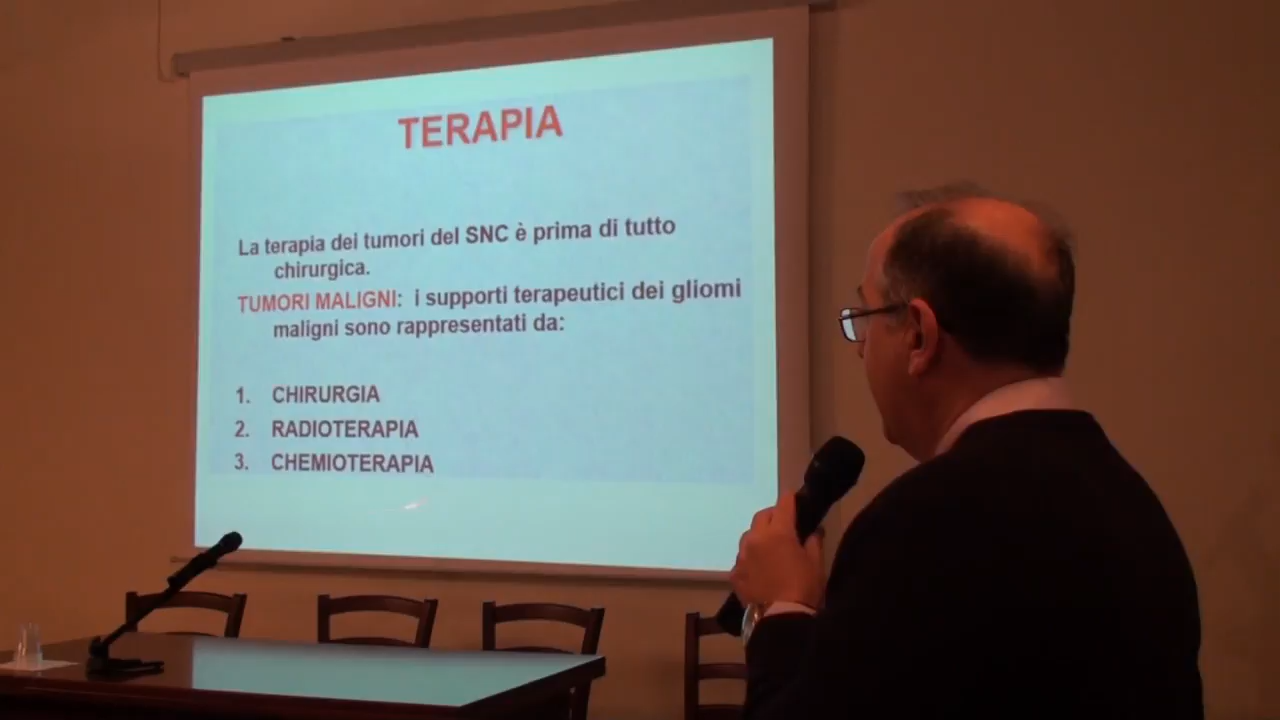 TERAPIA
La terapia dei tumori del SNC è prima di tutto
chirurgica.
TUMORI MALIGNI: i supporti terapeutici dei gliomi
maligni sono rappresentati da:
1. CHIRURGIA
2. RADIOTERAPIA
3. CHEMIOTERAPIA